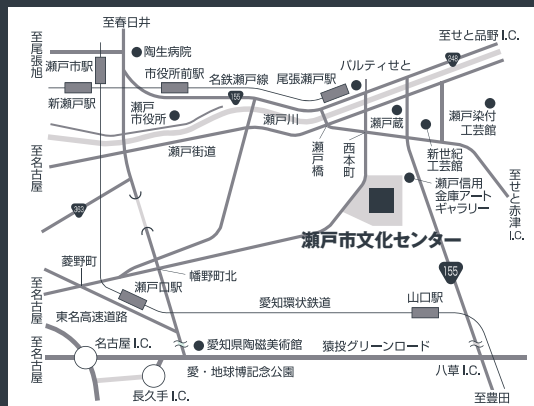 至春日井
至せと品野 I.C.
至尾張旭
陶生病院
瀬戸市駅
市役所前駅
名鉄瀬戸線
尾張瀬戸駅
パルティせと
248
新瀬戸駅
155
瀬戸
市役所
瀬戸川
瀬戸蔵
瀬戸染付
工芸館
至名古屋
瀬戸街道
瀬戸橋
西本町
新世紀
工芸館
瀬戸信用
金庫アート
ギャラリー
至せと赤津I.C.
363
瀬戸市文化センター
菱野町
幡野町北
155
瀬戸口駅
愛知環状鉄道
山口駅
至名古屋
東名高速道路
名古屋 I.C.
愛知県陶磁美術館
猿投グリーンロード
至名古屋
愛・地球博記念公園
八草 I.C.
長久手 I.C.
至豊田